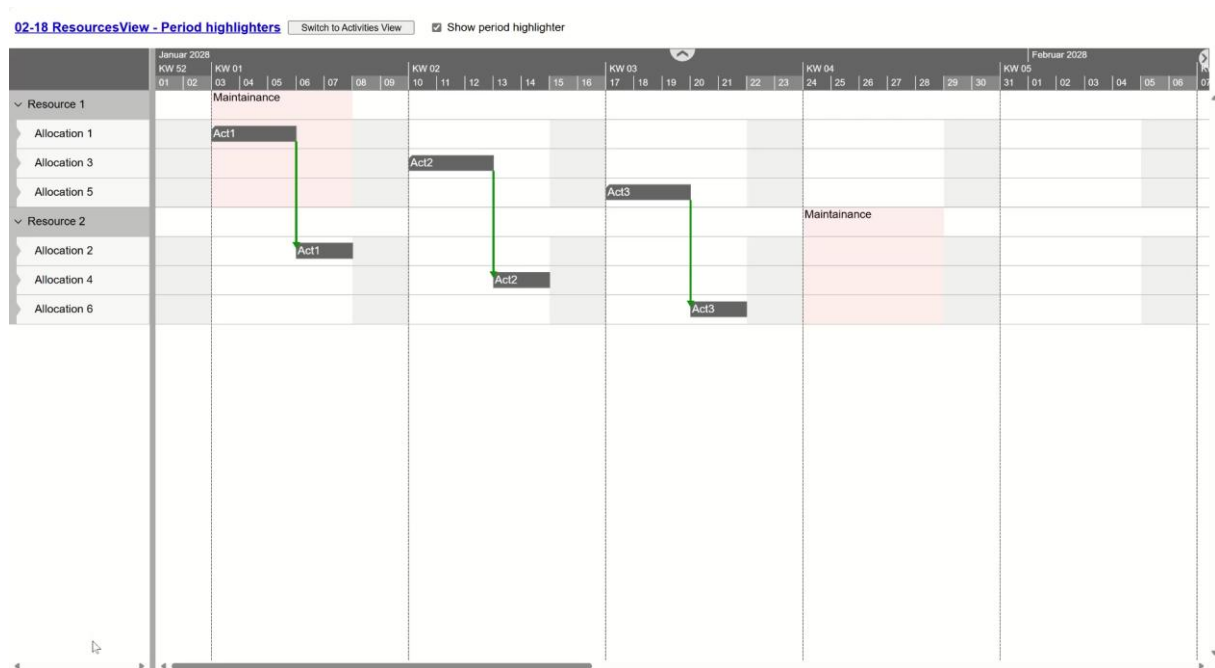 02-18 ResourcesView - Period highlighters Switch to Activities View Show period highlighter
Januar 2028 Februar 2028
KW 52 KW 01 KW 02 KW 03 KW 04 KW 05
01 02 03 04 05 06 07 08 09 10 11 12 13 14 15 16 17 18 19 20 21 22 23 24 25 26 27 28 29 30 31 01 02 03 04 05 06
Maintainance
Resource 1
Allocation 1 Act1
Allocation 3 Act2
Allocation 5 Act3
Resource 2 Maintainance
Allocation 2 Act1
Allocation 4 Act2
Allocation 6 Act3